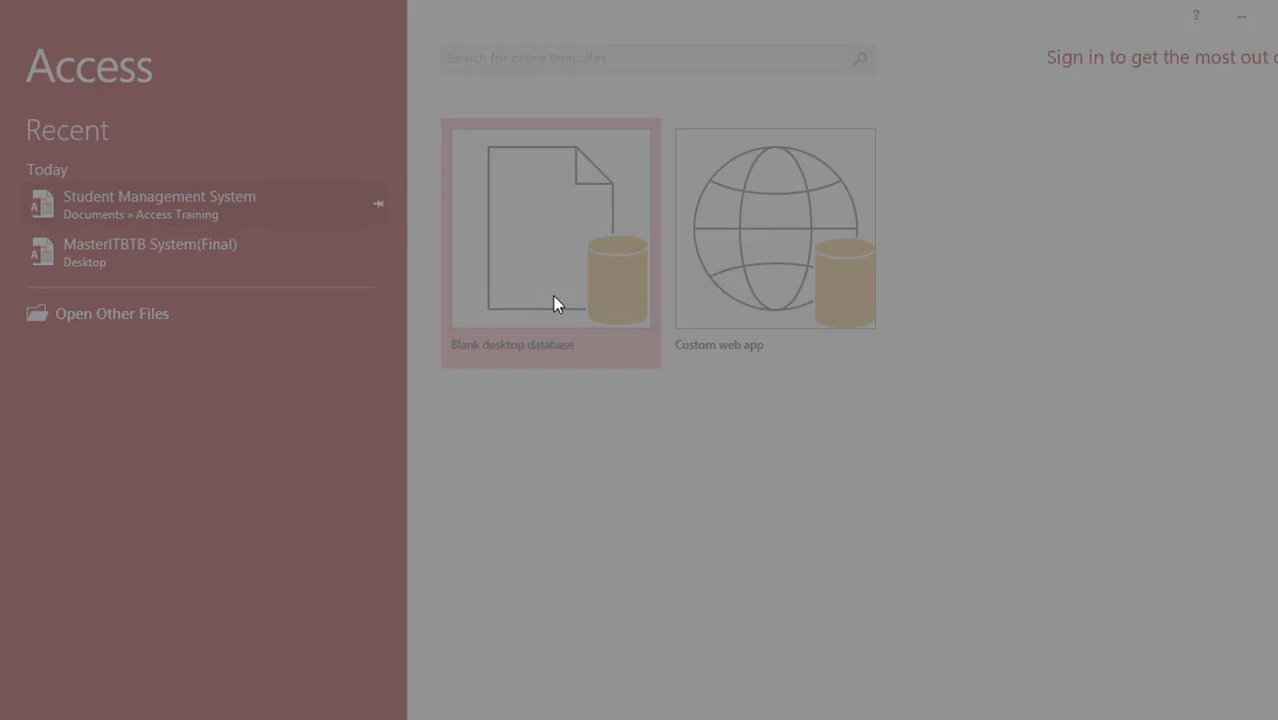 Access
Recent
Today
Student Management System
Documents » Access Training
MasterITBTB System(Final)
Desktop
Open Other Files
?
Search for online templates
Sign in to get the most out
Blank desktop database
Custom web app